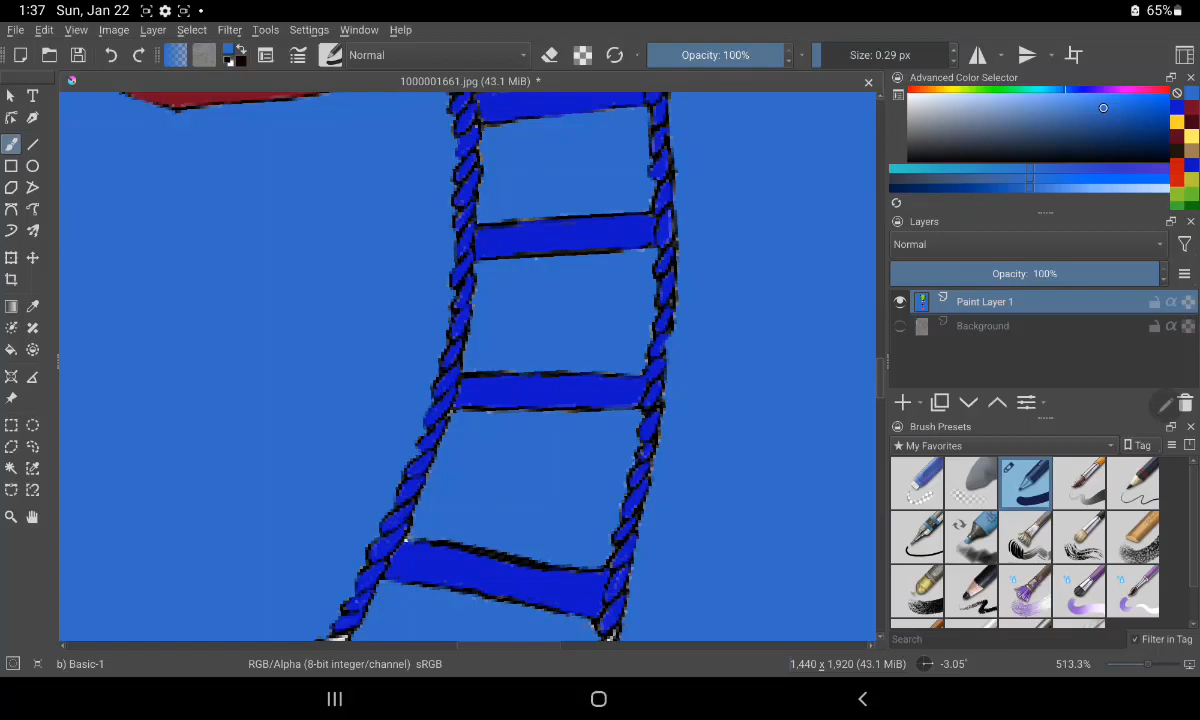 1:37 Sun, Jan 22 65%
File Edit View Image Layer Select Filter Tools Settings Window Help
Normal Opacity: 100% Size: 0.29 px
1000001661.jpg (43.1 MiB) *
Advanced Color Selector
Layers
Normal
Opacity: 100%
Paint Layer 1
Background
Brush Presets
★ My Favorites Tag
Search Filter in Tag
b) Basic-1 RGB/Alpha (8-bit integer/channel) sRGB 1,440 x 1,920 (43.1 MiB) -3.05° 513.3%